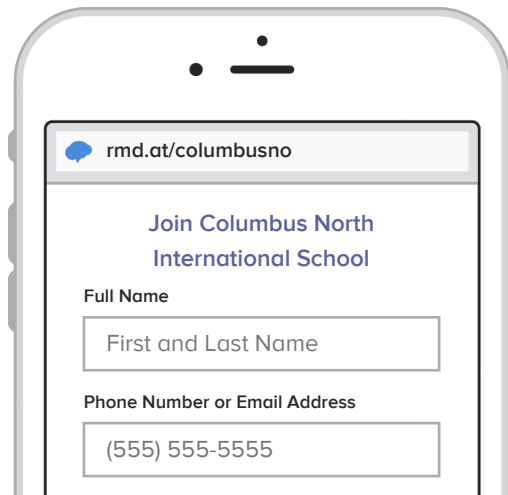 rmd.at/columbusno
Join Columbus North
International School
Full Name
First and Last Name
Phone Number or Email Address
(555) 555-5555